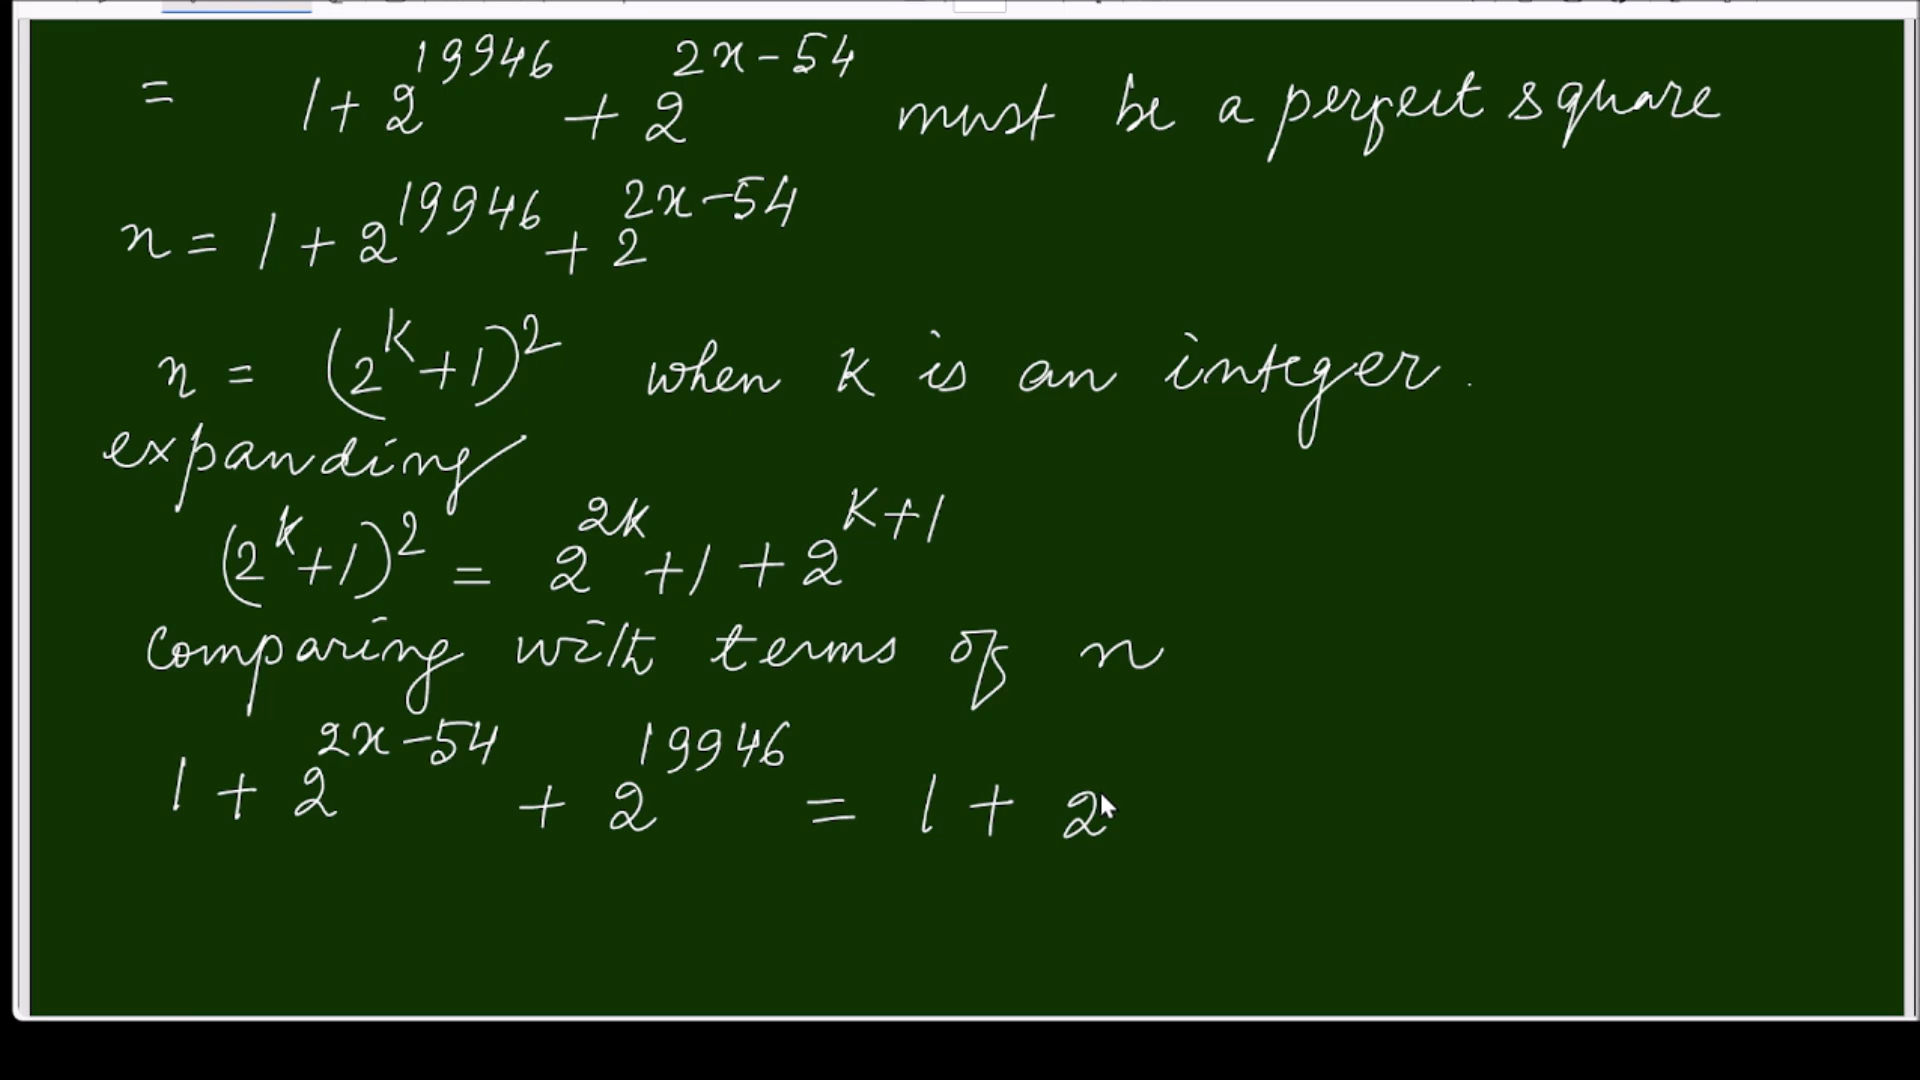 = 1 + 2^19946 + 2^2x-54 must be a perfect square
n = 1 + 2^19946 + 2^2x-54
n = (2^k+1)^2 when k is an integer.
expanding
(2^k+1)^2 = 2^2k + 1 + 2^k+1
Comparing with terms of n
1 + 2^2x-54 + 2^19946 = 1 + 2